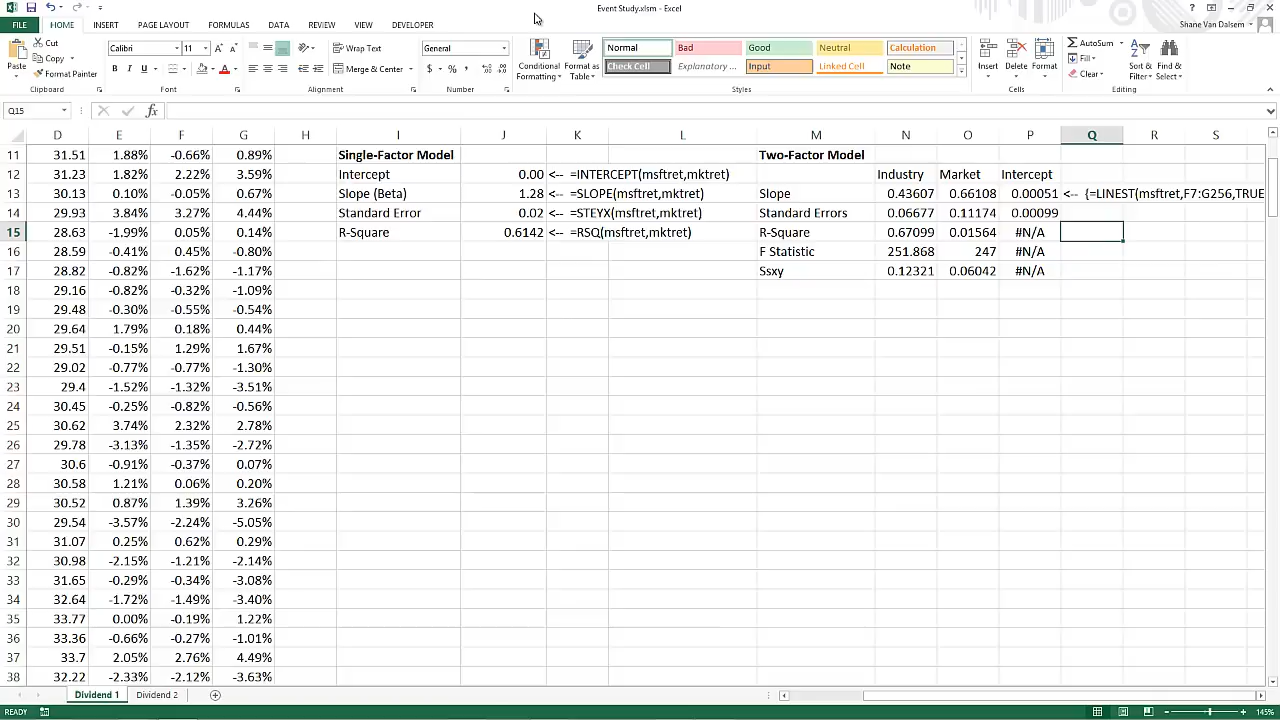 Event Study.xlsm - Excel
FILE HOME INSERT PAGE LAYOUT FORMULAS DATA REVIEW VIEW DEVELOPER Shane Van Dalsem
Cut Calibri 11 Wrap Text General Normal Bad Good Neutral Calculation AutoSum
Copy Fill
Paste Format Painter Merge & Center Conditional Formatting Format as Table Check Cell Explanatory ... Input Linked Cell Note Insert Delete Format Clear Sort & Filter Find & Select
Clipboard Font Alignment Number Styles Cells Editing
Q15 fx
D E F G H I J K L M N O P Q R S
11 31.51 1.88% -0.66% 0.89% Single-Factor Model Two-Factor Model
12 31.23 1.82% 2.22% 3.59% Intercept 0.00 <-- =INTERCEPT(msftret,mktret) Industry Market Intercept
13 30.13 0.10% -0.05% 0.67% Slope (Beta) 1.28 <-- =SLOPE(msftret,mktret) Slope 0.43607 0.66108 0.00051 <-- {=LINEST(msftret,F7:G256,TRUE
14 29.93 3.84% 3.27% 4.44% Standard Error 0.02 <-- =STEYX(msftret,mktret) Standard Errors 0.06677 0.11174 0.00099
15 28.63 -1.99% 0.05% 0.14% R-Square 0.6142 <-- =RSQ(msftret,mktret) R-Square 0.67099 0.01564 #N/A
16 28.59 -0.41% 0.45% -0.80% F Statistic 251.868 247 #N/A
17 28.82 -0.82% -1.62% -1.17% Ssxy 0.12321 0.06042 #N/A
18 29.16 -0.82% -0.32% -1.09%
19 29.48 -0.30% -0.55% -0.54%
20 29.64 1.79% 0.18% 0.44%
21 29.51 -0.15% 1.29% 1.67%
22 29.02 -0.77% -0.77% -1.30%
23 29.4 -1.52% -1.32% -3.51%
24 30.45 -0.25% -0.82% -0.56%
25 30.62 3.74% 2.32% 2.78%
26 29.78 -3.13% -1.35% -2.72%
27 30.6 -0.91% -0.37% 0.07%
28 30.58 1.21% 0.06% 0.20%
29 30.52 0.87% 1.39% 3.26%
30 29.54 -3.57% -2.24% -5.05%
31 31.07 0.25% 0.62% 0.29%
32 30.98 -2.15% -1.21% -2.14%
33 31.65 -0.29% -0.34% -3.08%
34 32.64 -1.72% -1.49% -3.40%
35 33.77 0.00% -0.19% 1.22%
36 33.36 -0.66% -0.27% -1.01%
37 33.7 2.05% 2.76% 4.49%
38 32.22 -2.33% -2.12% -3.63%
Dividend 1 Dividend 2
READY 145%